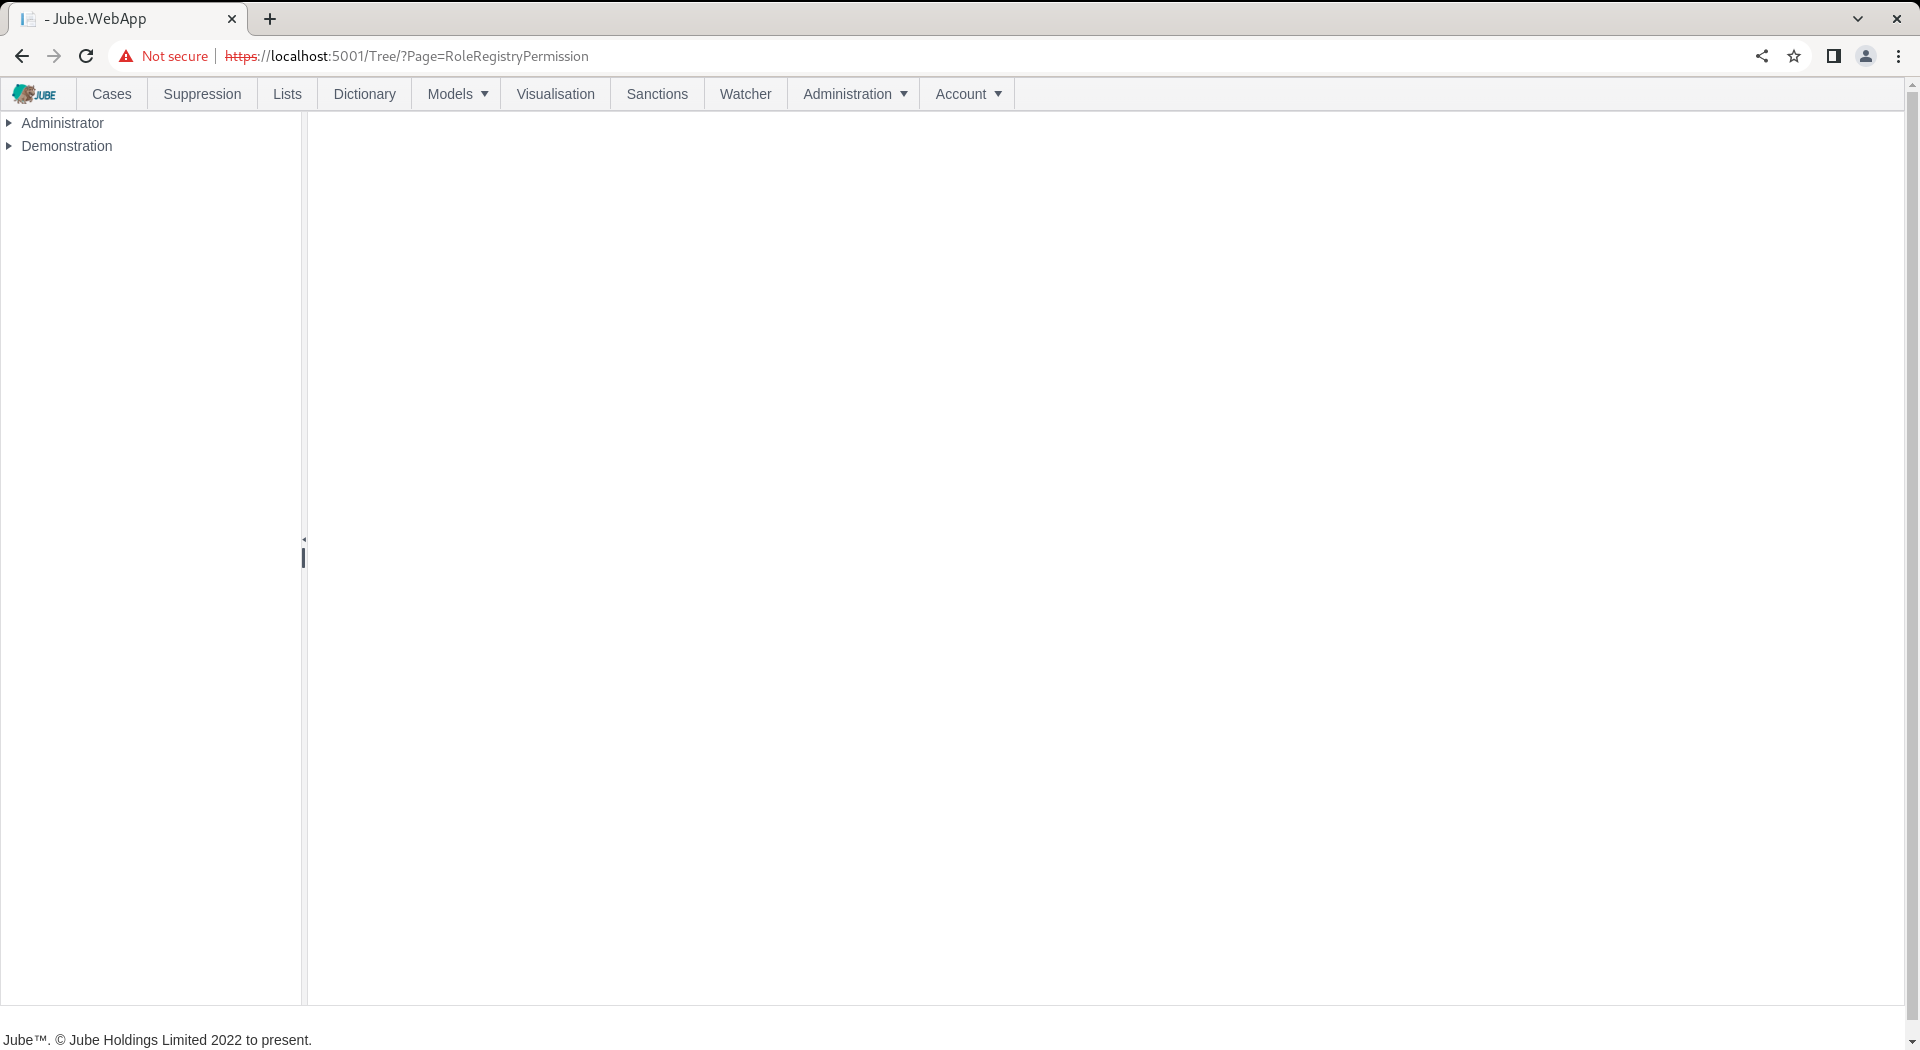 - Jube.WebApp
Not secure https://localhost:5001/Tree/?Page=RoleRegistryPermission
JUBE Cases Suppression Lists Dictionary Models Visualisation Sanctions Watcher Administration Account
Administrator
Demonstration
Jube™. © Jube Holdings Limited 2022 to present.